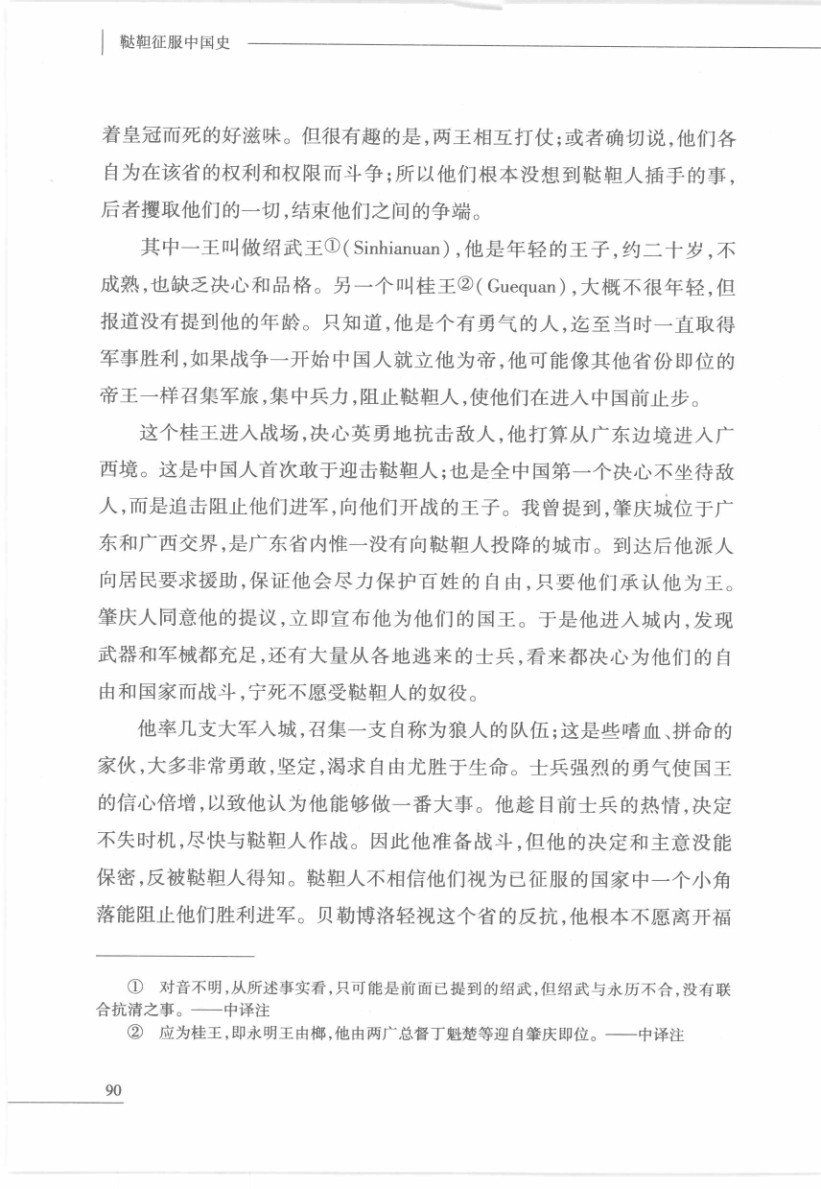 鞑靼征服中国史
着皇冠而死的好滋味。但很有趣的是,两王相互打仗;或者确切说,他们各
自为在该省的权利和权限而斗争;所以他们根本没想到鞑靼人插手的事,
后者攫取他们的一切,结束他们之间的争端。
其中一王叫做绍武王①(Sinhianuan),他是年轻的王子,约二十岁,不
成熟,也缺乏决心和品格。另一个叫桂王②(Guequan),大概不很年轻,但
报道没有提到他的年龄。只知道,他是个有勇气的人,迄至当时一直取得
军事胜利,如果战争一开始中国人就立他为帝,他可能像其他省份即位的
帝王一样召集军旅,集中兵力,阻止鞑靼人,使他们在进入中国前止步。
这个桂王进入战场,决心英勇地抗击敌人,他打算从广东边境进入广
西境。这是中国人首次敢于迎击鞑靼人;也是全中国第一个决心不坐待敌
人,而是追击阻止他们进军,向他们开战的王子。我曾提到,肇庆城位于广
东和广西交界,是广东省内惟一没有向鞑靼人投降的城市。到达后他派人
向居民要求援助,保证他会尽力保护百姓的自由,只要他们承认他为王。
肇庆人同意他的提议,立即宣布他为他们的国王。于是他进入城内,发现
武器和军械都充足,还有大量从各地逃来的士兵,看来都决心为他们的自
由和国家而战斗,宁死不愿受鞑靼人的奴役。
他率几支大军入城,召集一支自称为狼人的队伍;这是些嗜血、拼命的
家伙,大多非常勇敢,坚定,渴求自由尤胜于生命。士兵强烈的勇气使国王
的信心倍增,以致他认为他能够做一番大事。他趁目前士兵的热情,决定
不失时机,尽快与鞑靼人作战。因此他准备战斗,但他的决定和主意没能
保密,反被鞑靼人得知。鞑靼人不相信他们视为已征服的国家中一个小角
落能阻止他们胜利进军。贝勒博洛轻视这个省的反抗,他根本不愿离开福
① 对音不明,从所述事实看,只可能是前面已提到的绍武,但绍武与永历不合,没有联
合抗清之事。——中译注
② 应为桂王,即永明王由榔,他由两广总督丁魁楚等迎自肇庆即位。——中译注
90